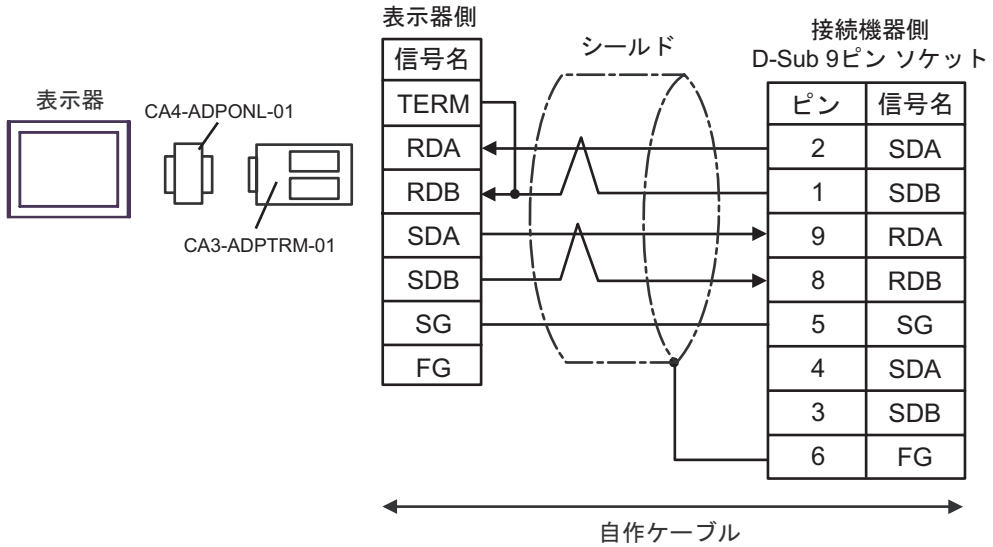 表示器
CA4-ADPONL-01
CA3-ADPTRM-01
表示器側
信号名
TERM
RDA
RDB
SDA
SDB
SG
FG
シールド
接続機器側
D-Sub 9ピン ソケット
ピン 信号名
2 SDA
1 SDB
9 RDA
8 RDB
5 SG
4 SDA
3 SDB
6 FG
自作ケーブル